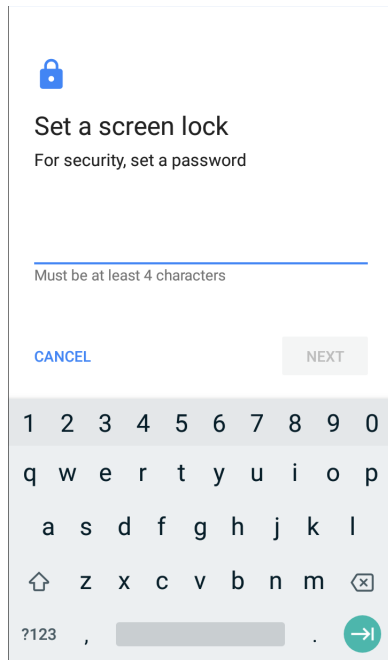 Set a screen lock
For security, set a password
Must be at least 4 characters
CANCEL NEXT
1 2 3 4 5 6 7 8 9 0
q w e r t y u i o p
a s d f g h j k l
z x c v b n m
?123 , .